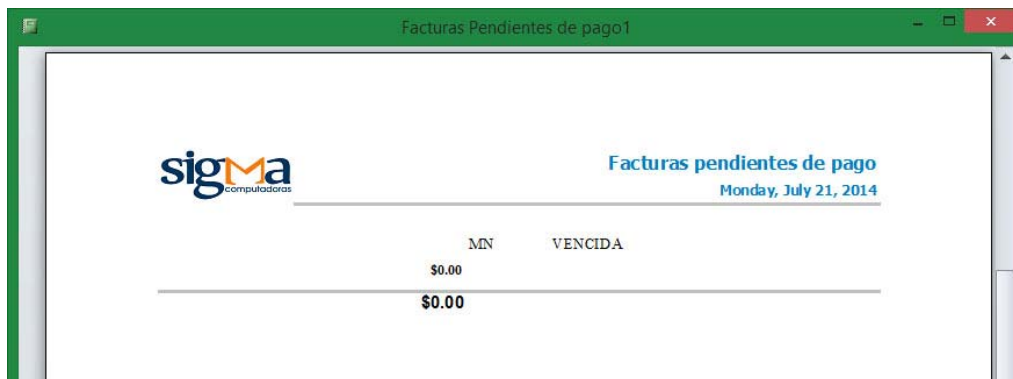 Facturas Pendientes de pago1
sigma
computadoras
Facturas pendientes de pago
Monday, July 21, 2014
MN VENCIDA
$0.00
$0.00